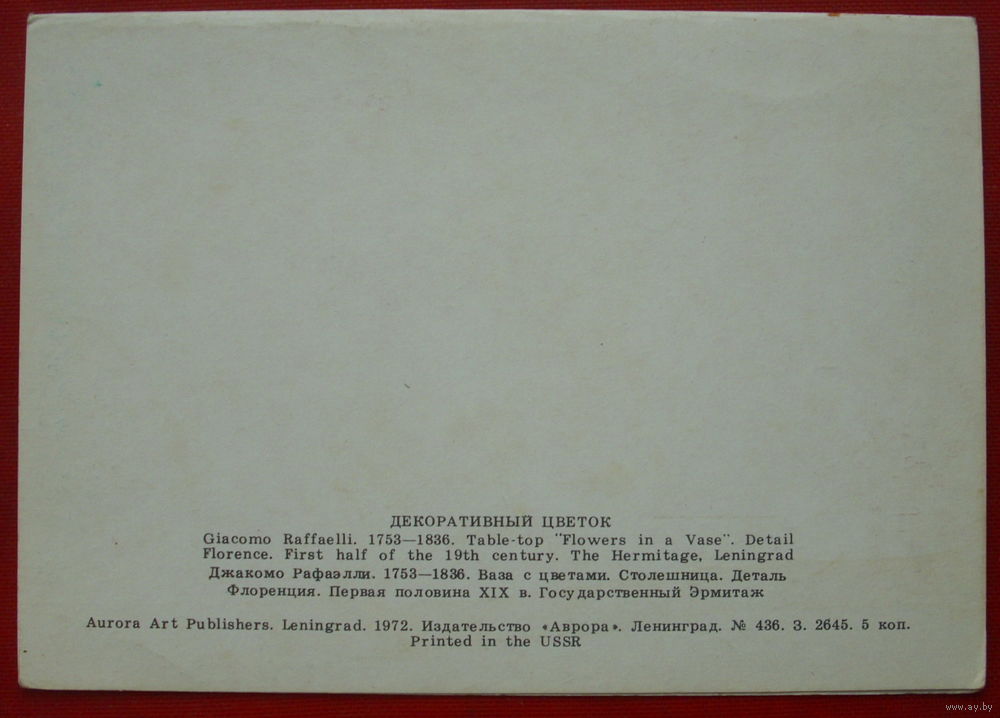 ДЕКОРАТИВНЫЙ ЦВЕТОК
Giacomo Raffaelli. 1753—1836. Table-top "Flowers in a Vase". Detail
Florence. First half of the 19th century. The Hermitage, Leningrad
Джакомо Рафаэлли. 1753—1836. Ваза с цветами. Столешница. Деталь
Флоренция. Первая половина XIX в. Государственный Эрмитаж
Aurora Art Publishers. Leningrad. 1972. Издательство «Аврора». Ленинград. № 436. З. 2645. 5 коп.
Printed in the USSR
www.ay.by